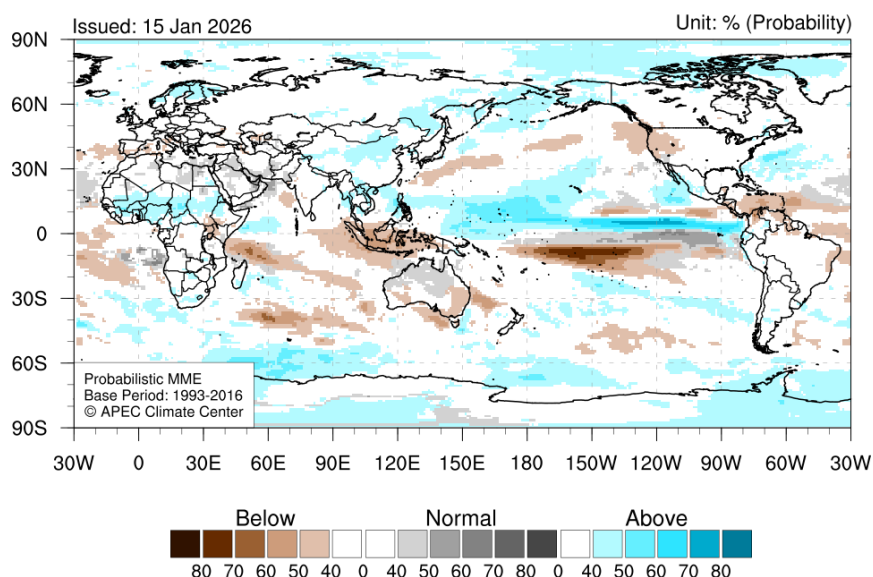 Issued: 15 Jan 2026
Unit: % (Probability)
90N
60N
30N
0
30S
60S
90S
Probabilistic MME
Base Period: 1993-2016
© APEC Climate Center
30W 0 30E 60E 90E 120E 150E 180 150W 120W 90W 60W 30W
Below Normal Above
80 70 60 50 40 0 40 50 60 70 80 0 40 50 60 70 80